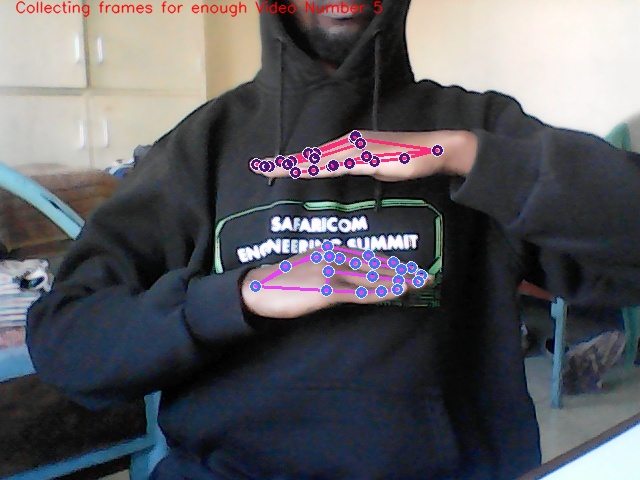 Collecting frames for enough Video Number 5
SAFARICOM
ENGINEERING SUMMIT